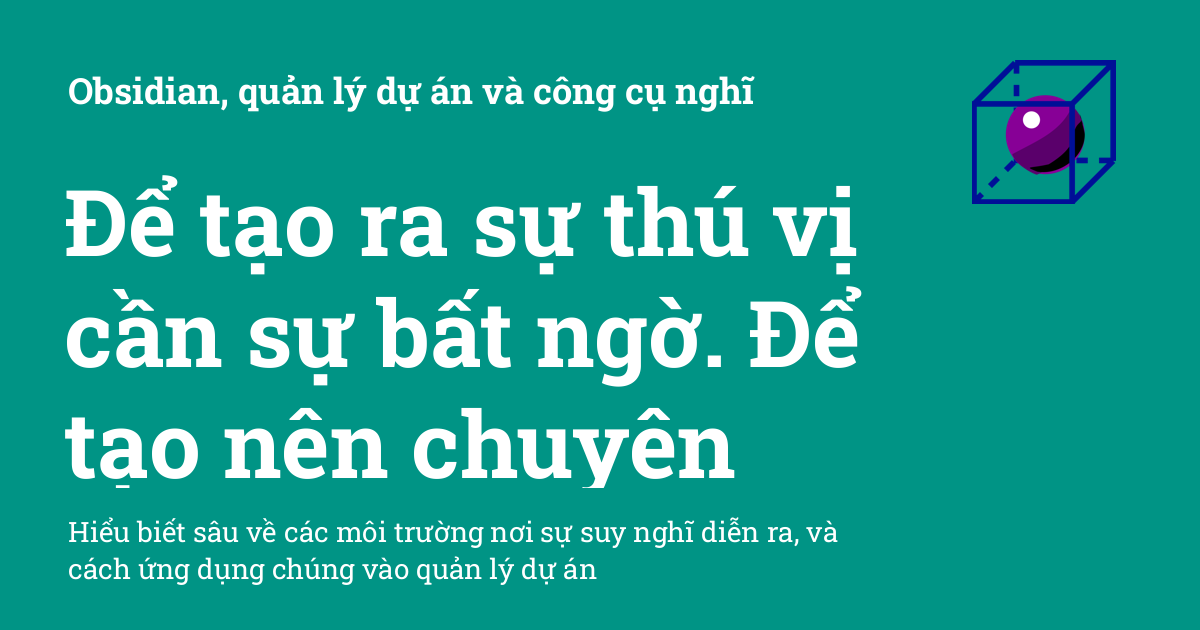 Obsidian, quản lý dự án và công cụ nghĩ
Để tạo ra sự thú vị
cần sự bất ngờ. Để
tạo nên chuyên
Hiểu biết sâu về các môi trường nơi sự suy nghĩ diễn ra, và
cách ứng dụng chúng vào quản lý dự án